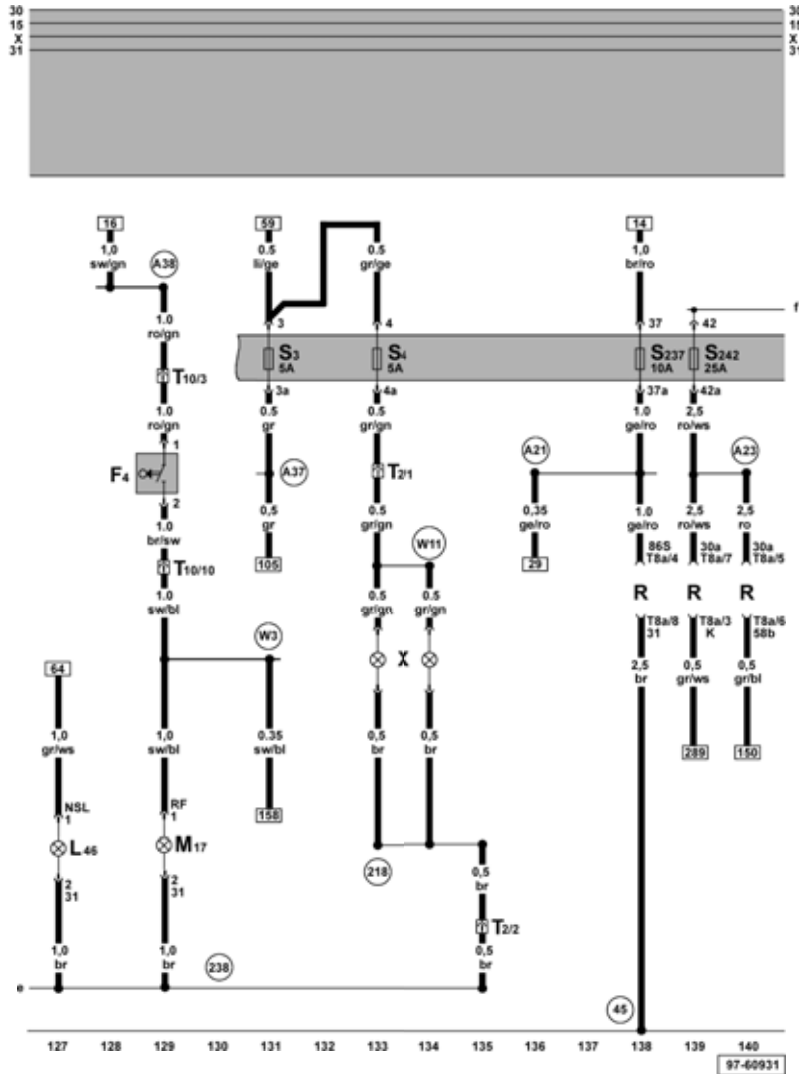 30 30
15 15
X X
31 31
16 59 14
1,0 sw/gn
A38
0.5 li/ge
0.5 gr/ge
1,0 br/ro
f
1.0 ro/gn
3 4 37 42
S3 5A
S4 5A
S237 10A
S242 25A
T10/3
3a 4a 37a 42a
1.0 ro/gn
0.5 gr
0.5 gr/gn
1.0 ge/ro
2,5 ro/ws
1
F4
A37
T2/1
A21
A23
2
1.0 br/sw
0,5 gr
0.5 gr/gn
W11
0,35 ge/ro
1.0 ge/ro
2,5 ro/ws
2,5 ro
T10/10
105
29
86S T8a/4
30a T8a/7
30a T8a/5
1.0 sw/bl
0.5 gr/gn
0.5 gr/gn
R R R
W3
T8a/8 31
T8a/3 K
T8a/6 58b
64
X
1,0 gr/ws
1,0 sw/bl
0.35 sw/bl
0,5 br
0,5 br
2,5 br
0,5 gr/ws
0,5 gr/bl
289
150
NSL 1
RF 1
158
L46
M17
2 31
2 31
218
0,5 br
T2/2
1,0 br
1,0 br
238
0,5 br
e
45
127 128 129 130 131 132 133 134 135 136 137 138 139 140
97-60931